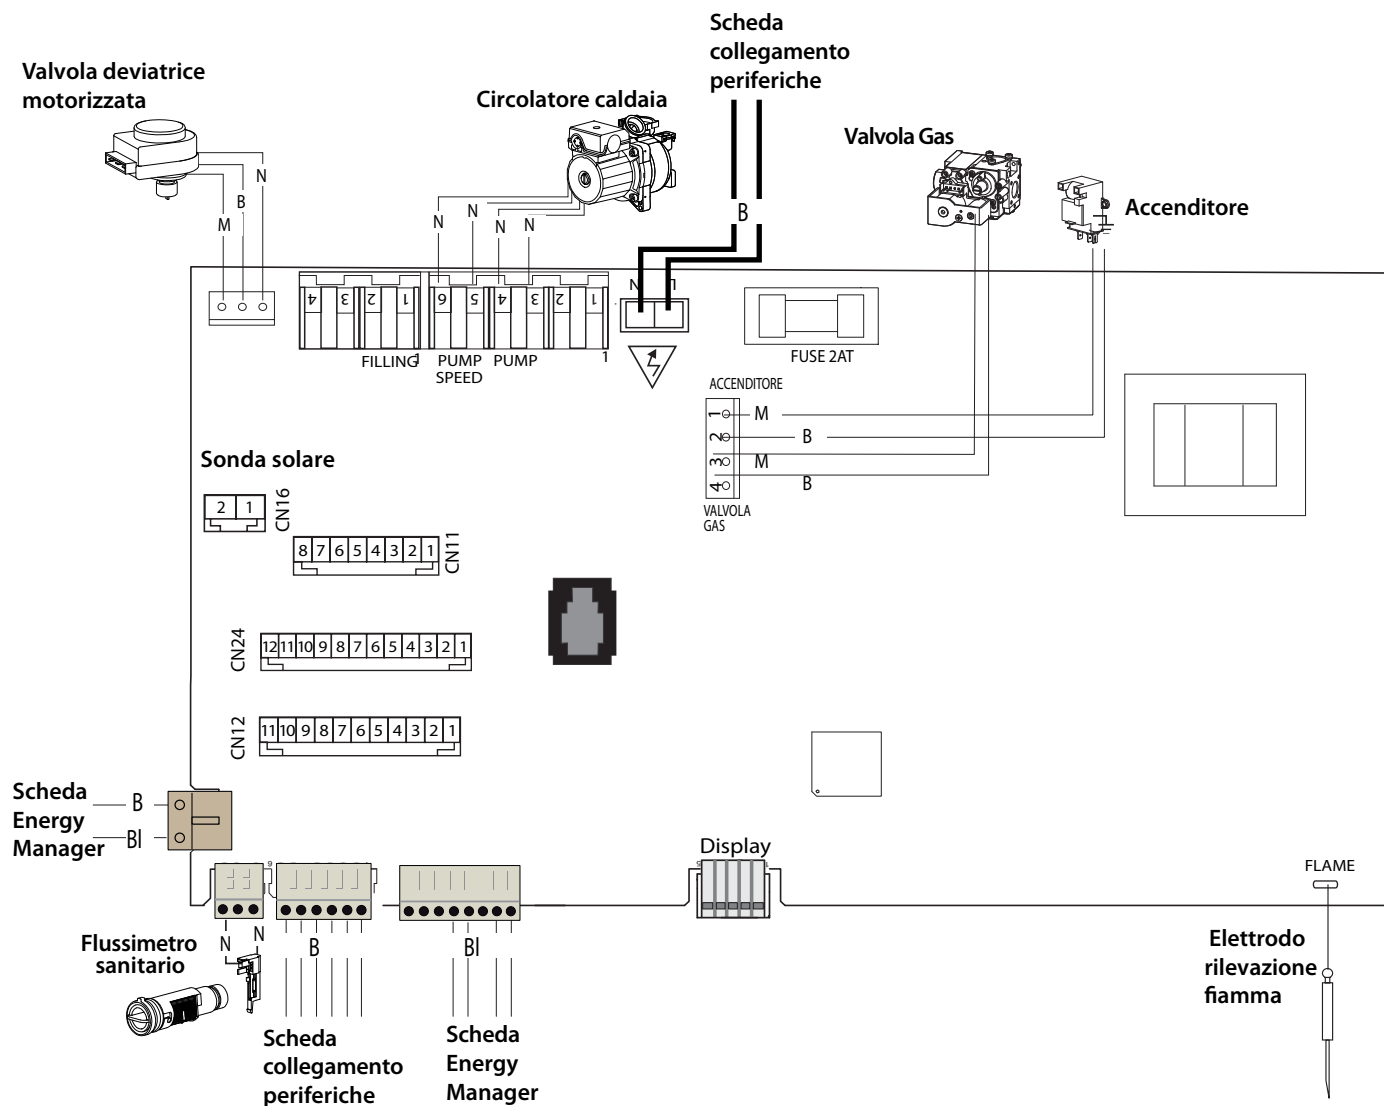 Scheda
collegamento
periferiche
Valvola deviatrice
motorizzata
Circolatore caldaia
Valvola Gas
Accenditore
N
B
M
N
N
N
N
B
N L
4 3 2 1
6 5 4 3 2 1
FILLING
1
PUMP
SPEED
PUMP
1
FUSE 2AT
ACCENDITORE
1 M
2 B
3 M
4 B
VALVOLA
GAS
Sonda solare
2 1
CN16
8 7 6 5 4 3 2 1
CN11
CN24
12 11 10 9 8 7 6 5 4 3 2 1
CN12
11 10 9 8 7 6 5 4 3 2 1
Scheda
Energy
Manager
B
BI
Display
FLAME
Flussimetro
sanitario
N
N
B
BI
Elettrodo
rilevazione
fiamma
Scheda
collegamento
periferiche
Scheda
Energy
Manager